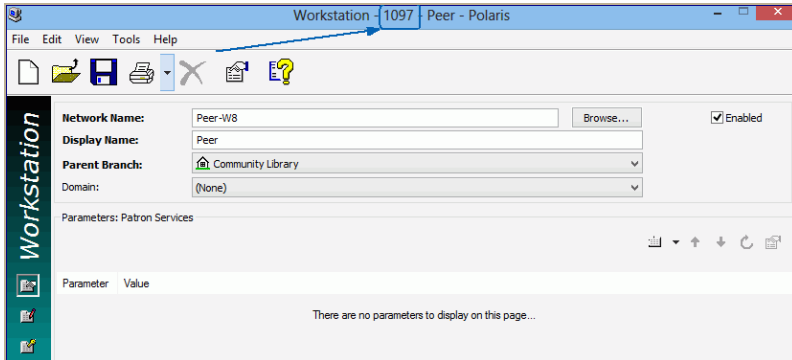 Workstation - 1097 - Peer - Polaris
File Edit View Tools Help
Workstation
Network Name: Peer-W8 Browse... Enabled
Display Name: Peer
Parent Branch: Community Library
Domain: (None)
Parameters: Patron Services
Parameter Value
There are no parameters to display on this page...